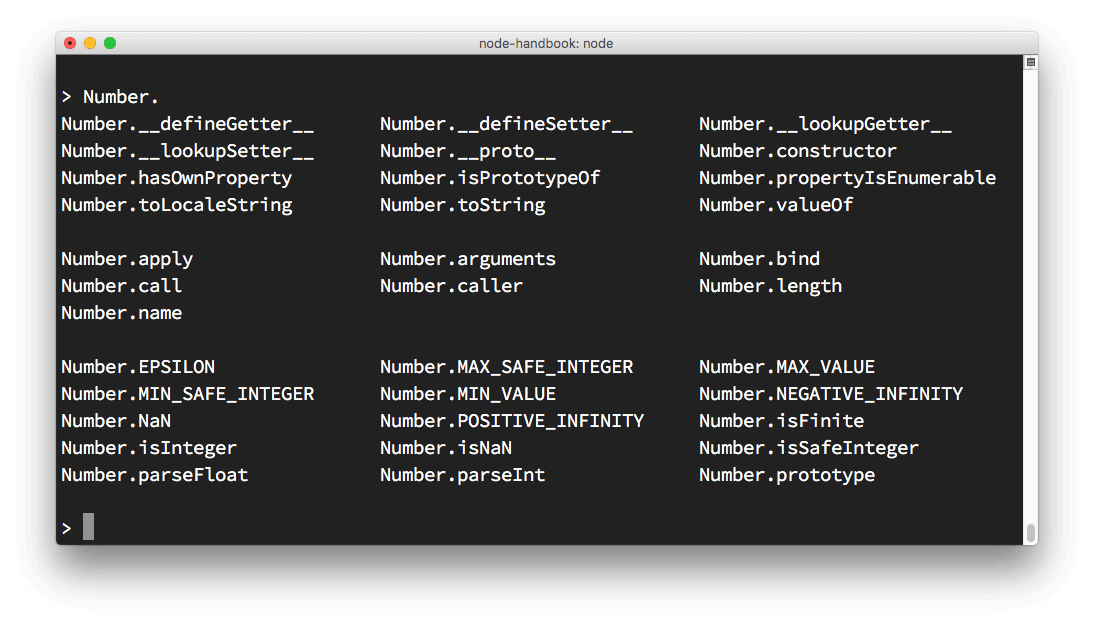 node-handbook: node
> Number.
Number.__defineGetter__ Number.__defineSetter__ Number.__lookupGetter__
Number.__lookupSetter__ Number.__proto__ Number.constructor
Number.hasOwnProperty Number.isPrototypeOf Number.propertyIsEnumerable
Number.toLocaleString Number.toString Number.valueOf
Number.apply Number.arguments Number.bind
Number.call Number.caller Number.length
Number.name
Number.EPSILON Number.MAX_SAFE_INTEGER Number.MAX_VALUE
Number.MIN_SAFE_INTEGER Number.MIN_VALUE Number.NEGATIVE_INFINITY
Number.NaN Number.POSITIVE_INFINITY Number.isFinite
Number.isInteger Number.isNaN Number.isSafeInteger
Number.parseFloat Number.parseInt Number.prototype
>